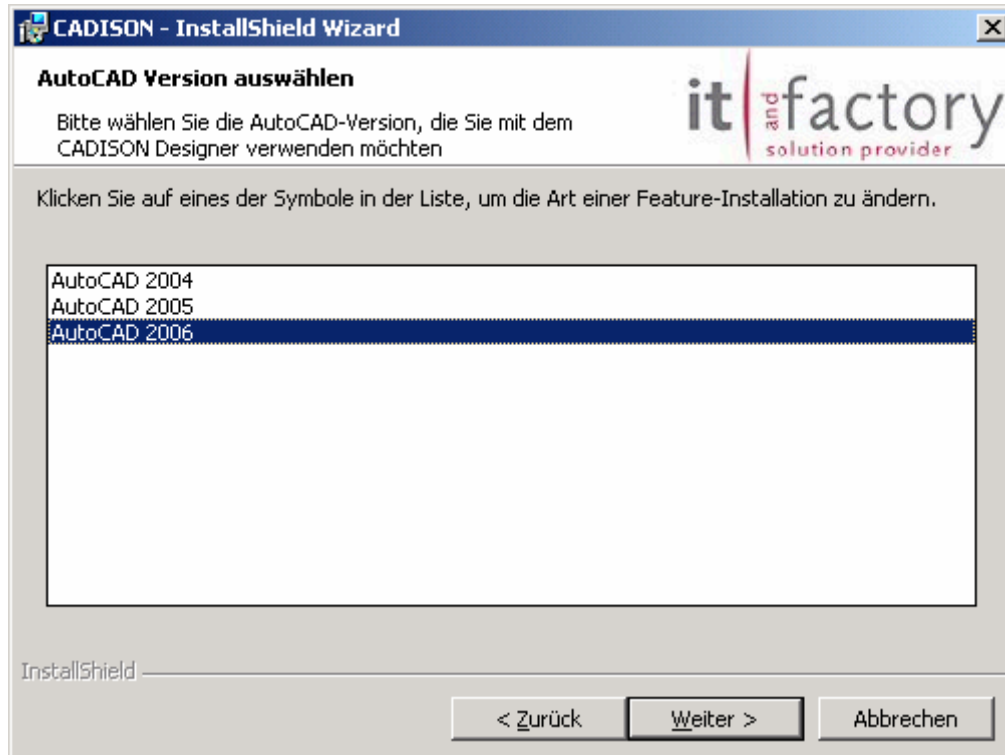 CADISON - InstallShield Wizard
AutoCAD Version auswählen
Bitte wählen Sie die AutoCAD-Version, die Sie mit dem
CADISON Designer verwenden möchten
it and factory
solution provider
Klicken Sie auf eines der Symbole in der Liste, um die Art einer Feature-Installation zu ändern.
AutoCAD 2004
AutoCAD 2005
AutoCAD 2006
InstallShield
< Zurück
Weiter >
Abbrechen